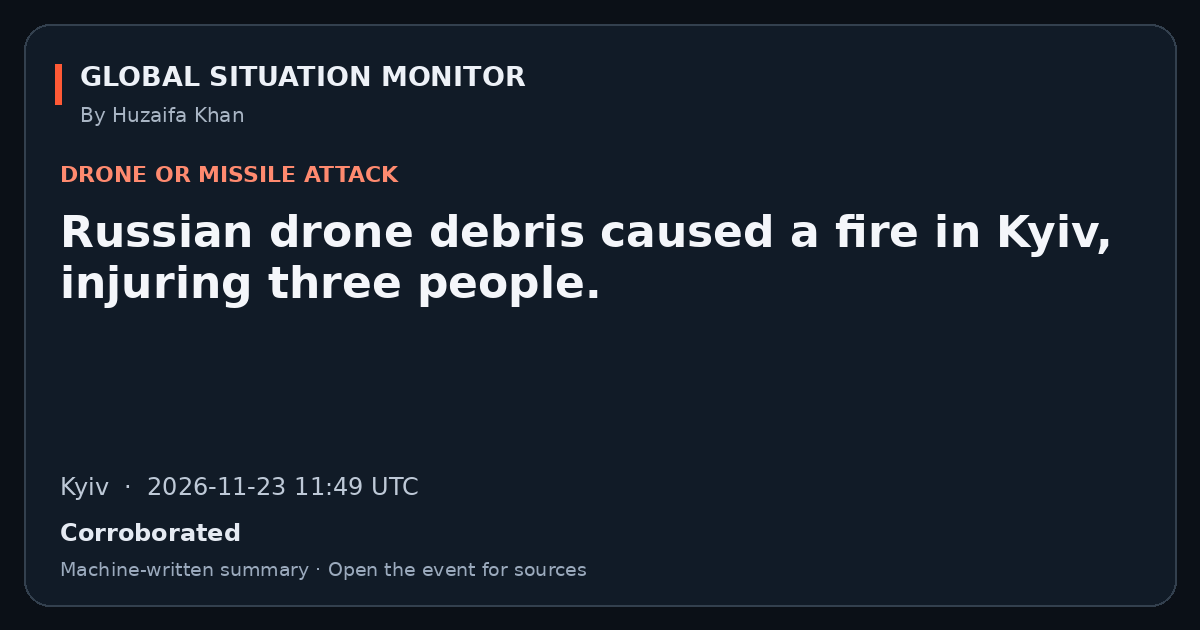 GLOBAL SITUATION MONITOR
By Huzaifa Khan
DRONE OR MISSILE ATTACK
Russian drone debris caused a fire in Kyiv,
injuring three people.
Kyiv · 2026-11-23 11:49 UTC
Corroborated
Machine-written summary · Open the event for sources